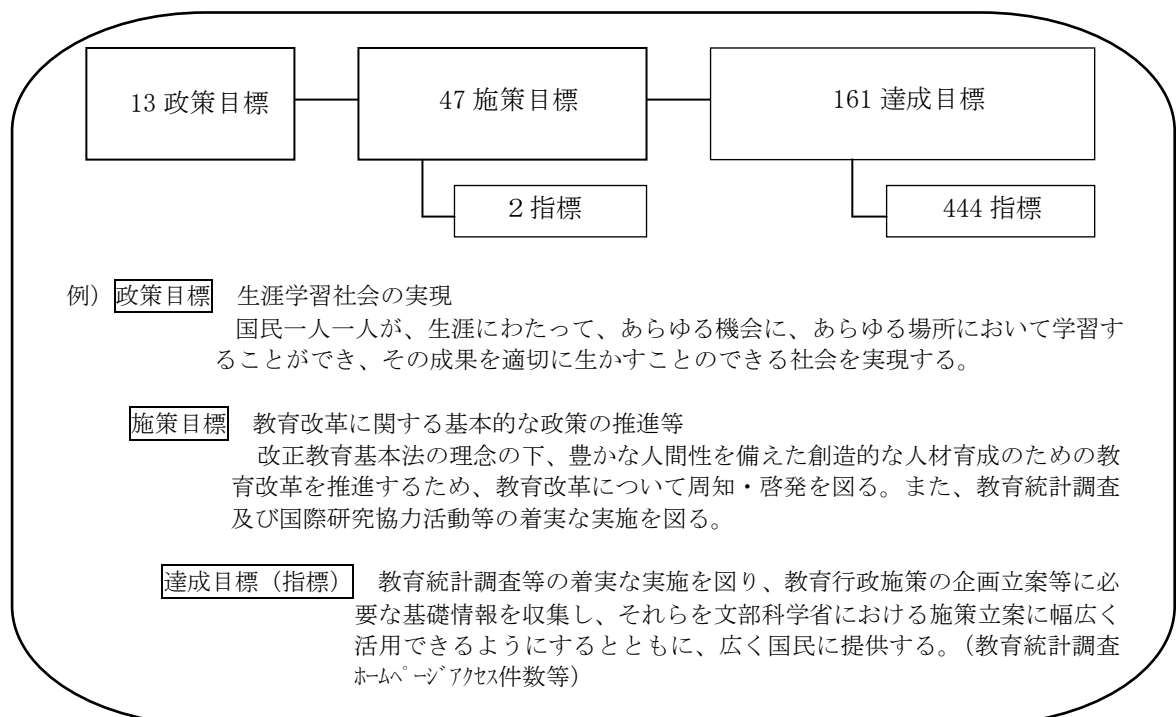 13 政策目標
47 施策目標
161 達成目標
2 指標
444 指標
例) 政策目標 生涯学習社会の実現
国民一人一人が、生涯にわたって、あらゆる機会に、あらゆる場所において学習す
ることができ、その成果を適切に生かすことのできる社会を実現する。
施策目標 教育改革に関する基本的な政策の推進等
改正教育基本法の理念の下、豊かな人間性を備えた創造的な人材育成のための教
育改革を推進するため、教育改革について周知・啓発を図る。また、教育統計調査
及び国際研究協力活動等の着実な実施を図る。
達成目標(指標) 教育統計調査等の着実な実施を図り、教育行政施策の企画立案等に必
要な基礎情報を収集し、それらを文部科学省における施策立案に幅広く
活用できるようにするとともに、広く国民に提供する。(教育統計調査
ホームページアクセス件数等)